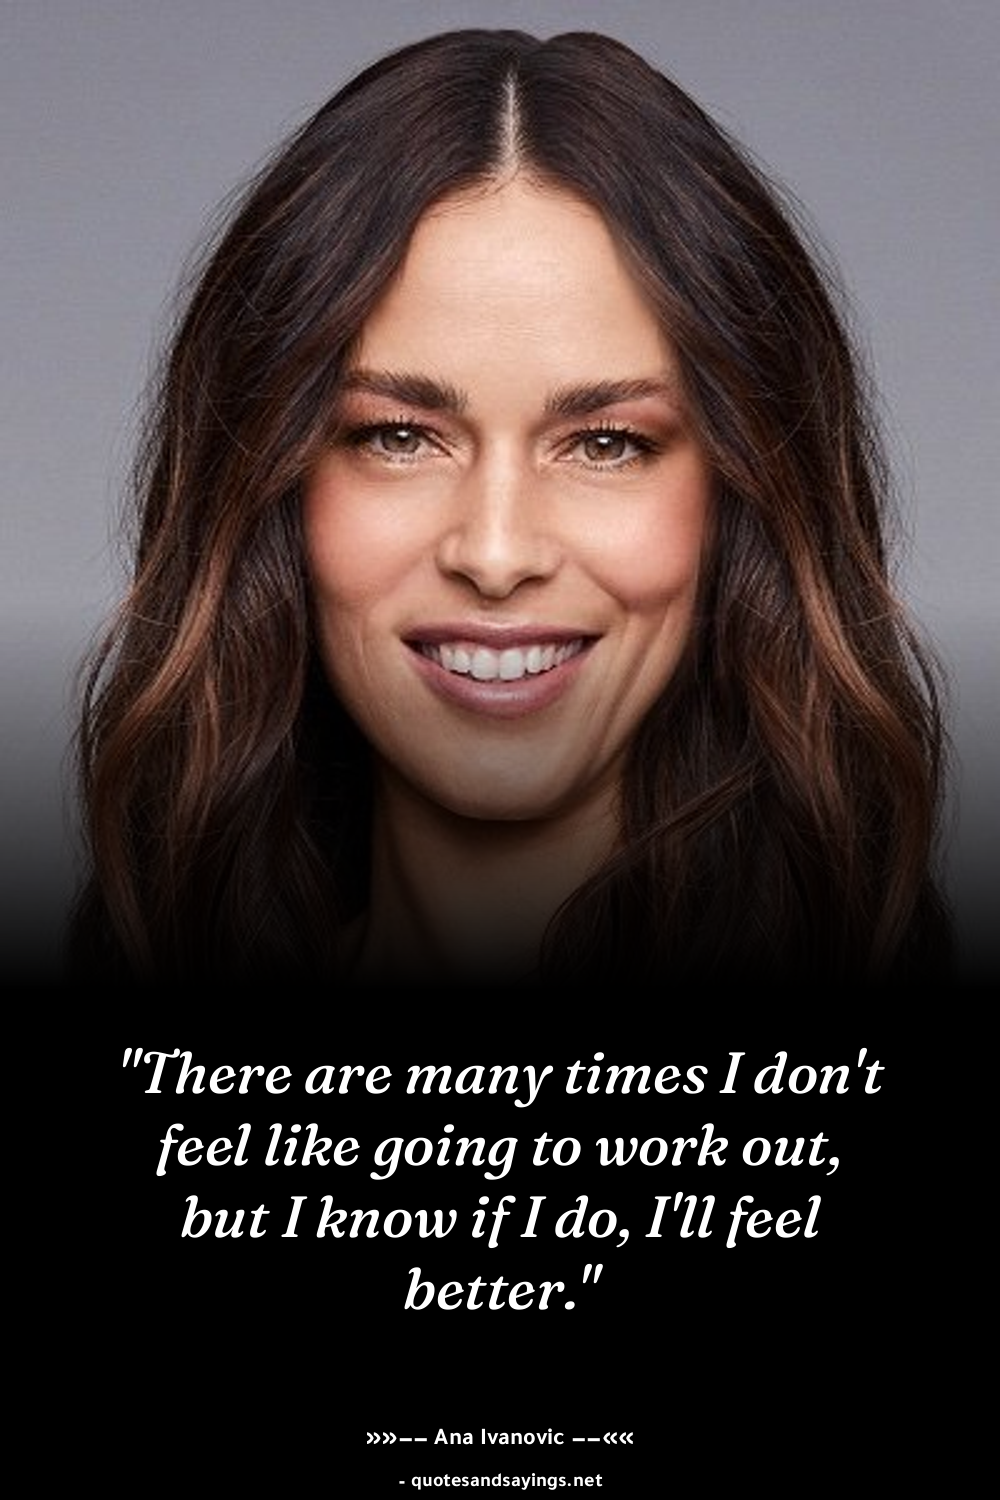 "There are many times I don't
feel like going to work out,
but I know if I do, I'll feel
better."
»»–– Ana Ivanovic ––««
- quotesandsayings.net